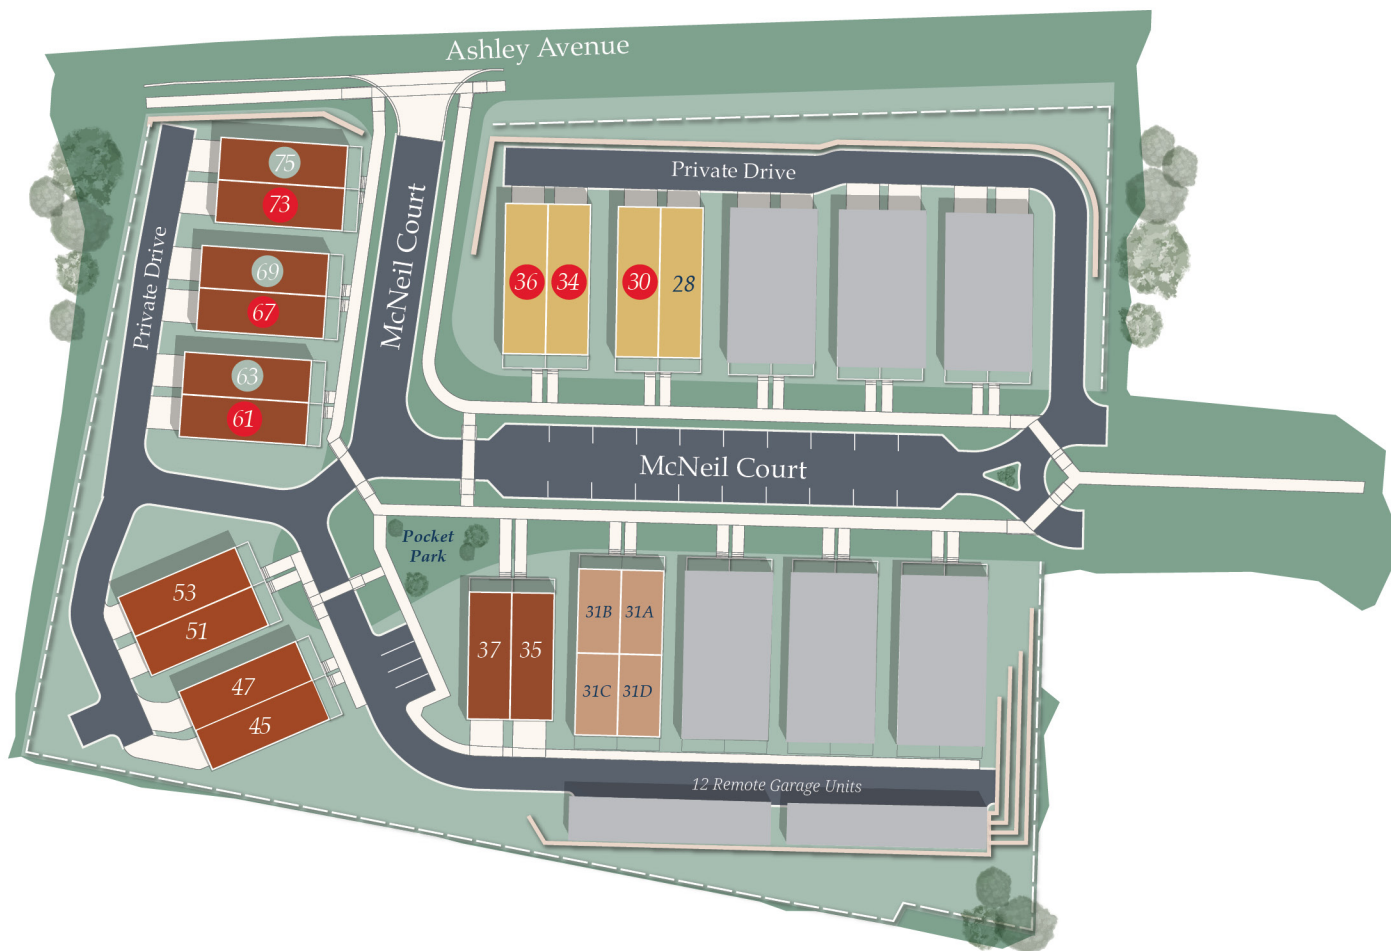 Ashley Avenue
75
73
69
67
63
61
Private Drive
McNeil Court
Private Drive
36
34
30
28
McNeil Court
Pocket
Park
53
51
47
45
37
35
31B
31A
31C
31D
12 Remote Garage Units